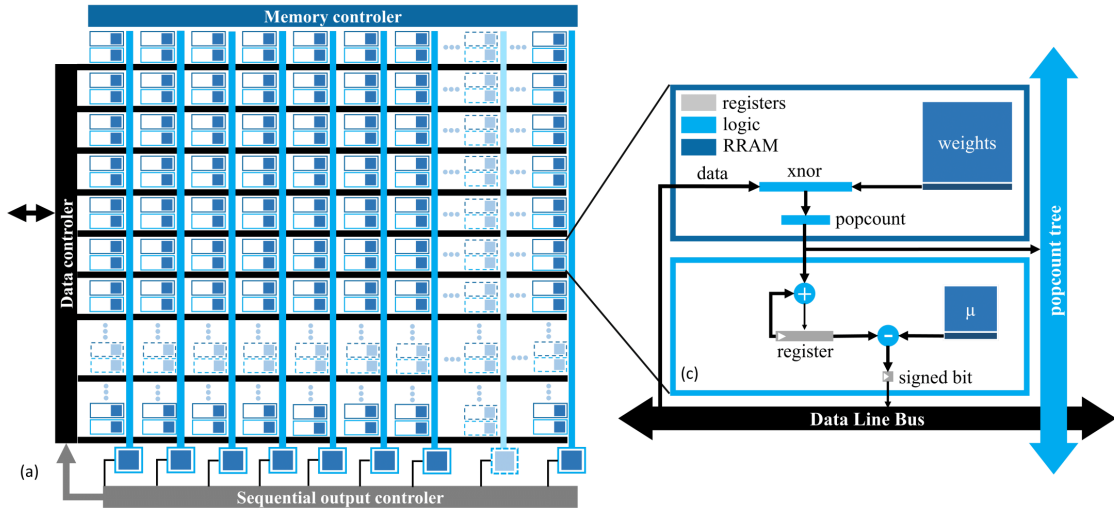 Memory controler
Data controler
(a)
Sequential output controler
registers
logic
RRAM
weights
xnor
data
popcount
popcount tree
μ
register
(c)
signed bit
Data Line Bus